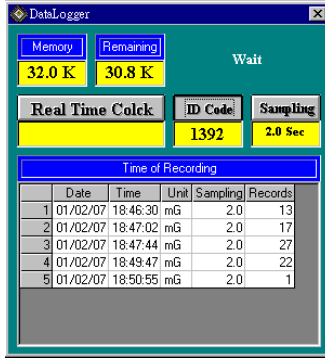 DataLogger
Memory Remaining
32.0 K 30.8 K
Wait
Real Time Colck ID Code Sampling
1392 2.0 Sec
Time of Recording
Date Time Unit Sampling Records
1 01/02/07 18:46:30 mG 2.0 13
2 01/02/07 18:47:02 mG 2.0 17
3 01/02/07 18:47:44 mG 2.0 27
4 01/02/07 18:49:47 mG 2.0 22
5 01/02/07 18:50:55 mG 2.0 1